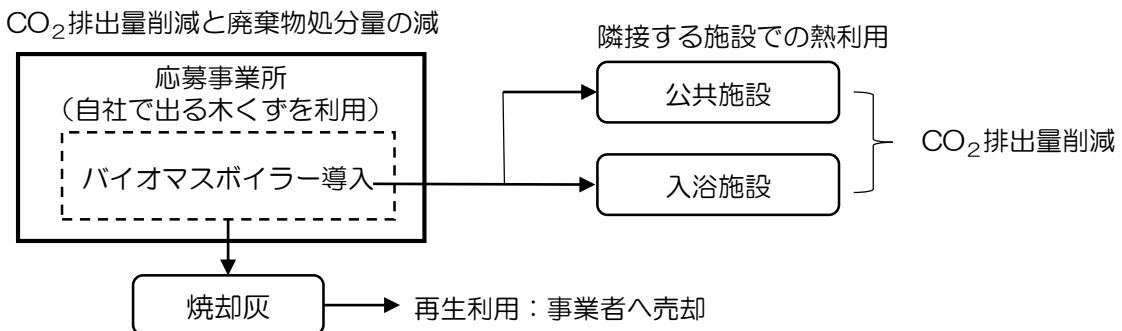 CO₂排出量削減と廃棄物処分量の減
隣接する施設での熱利用
応募事業所
（自社で出る木くずを利用）
バイオマスボイラー導入
公共施設
入浴施設
CO₂排出量削減
焼却灰
再生利用：事業者へ売却